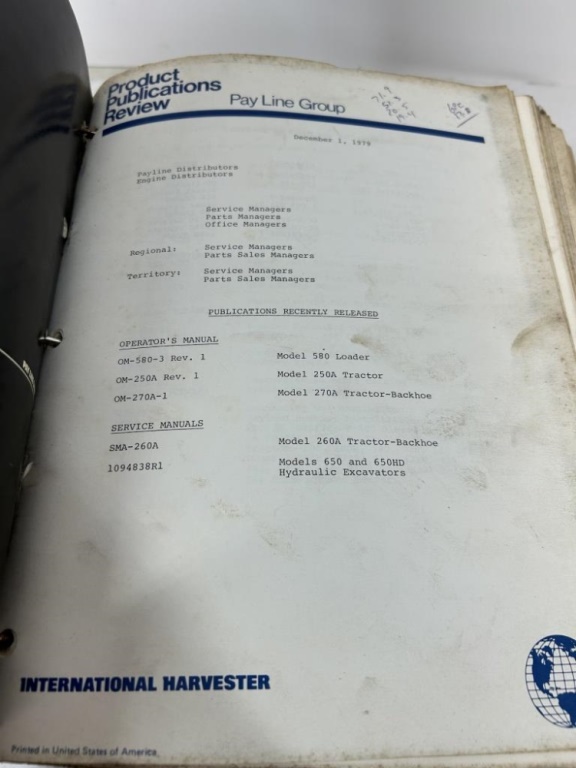 Product
Publications
Review
Pay Line Group
December 1, 1979
Payline Distributors
Engine Distributors
Service Managers
Parts Managers
Office Managers
Regional: Service Managers
Parts Sales Managers
Territory: Service Managers
Parts Sales Managers
PUBLICATIONS RECENTLY RELEASED
OPERATOR'S MANUAL
OM-580-3 Rev. 1 Model 580 Loader
OM-250A Rev. 1 Model 250A Tractor
OM-270A-1 Model 270A Tractor-Backhoe
SERVICE MANUALS
SMA-260A Model 260A Tractor-Backhoe
1094838R1 Models 650 and 650HD
Hydraulic Excavators
INTERNATIONAL HARVESTER
Printed in United States of America.